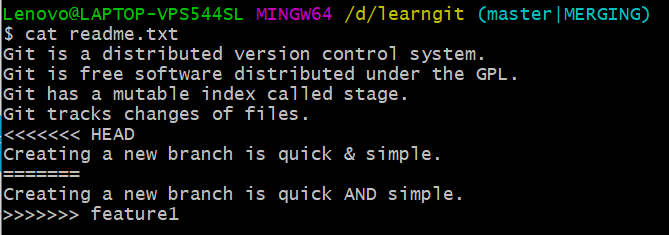 Lenovo@LAPTOP-VPS544SL MINGW64 /d/learngit (master|MERGING)
$ cat readme.txt
Git is a distributed version control system.
Git is free software distributed under the GPL.
Git has a mutable index called stage.
Git tracks changes of files.
<<<<<<< HEAD
Creating a new branch is quick & simple.
=======
Creating a new branch is quick AND simple.
>>>>>>> feature1